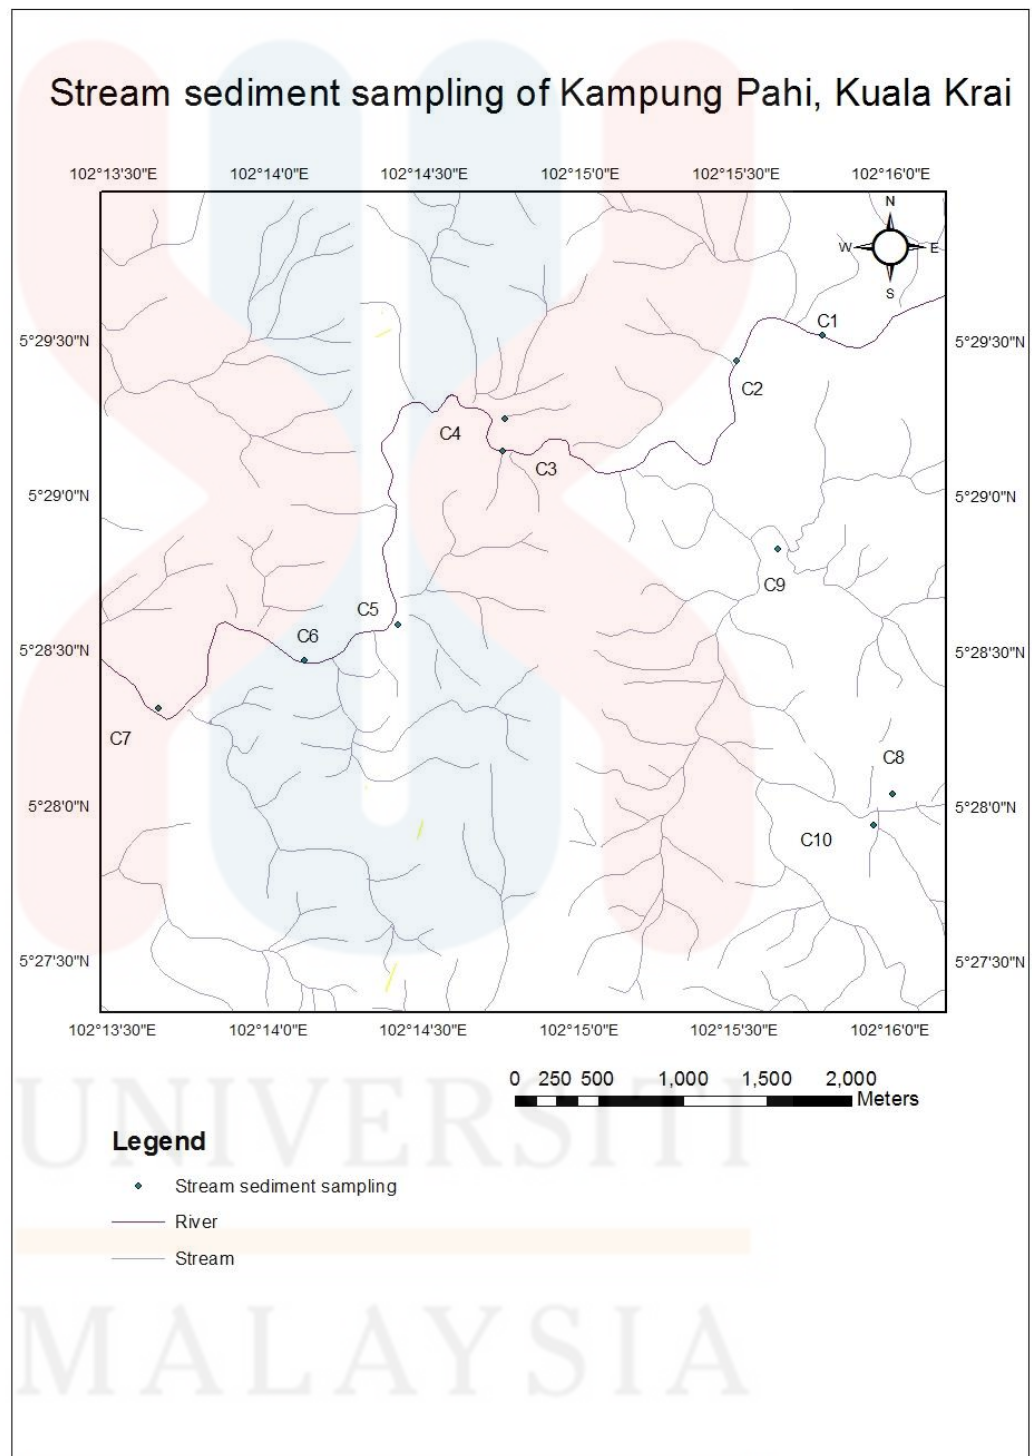 Stream sediment sampling of Kampung Pahi, Kuala Krai
102°13'30"E 102°14'0"E 102°14'30"E 102°15'0"E 102°15'30"E 102°16'0"E
N
W E
S
C1
5°29'30"N 5°29'30"N
C2
C4
C3
5°29'0"N 5°29'0"N
C9
C5
C6
5°28'30"N 5°28'30"N
C7
C8
5°28'0"N 5°28'0"N
C10
5°27'30"N 5°27'30"N
102°13'30"E 102°14'0"E 102°14'30"E 102°15'0"E 102°15'30"E 102°16'0"E
0 250 500 1,000 1,500 2,000
Meters
UNIVERSITI
Legend
Stream sediment sampling
River
Stream
MALAYSIA